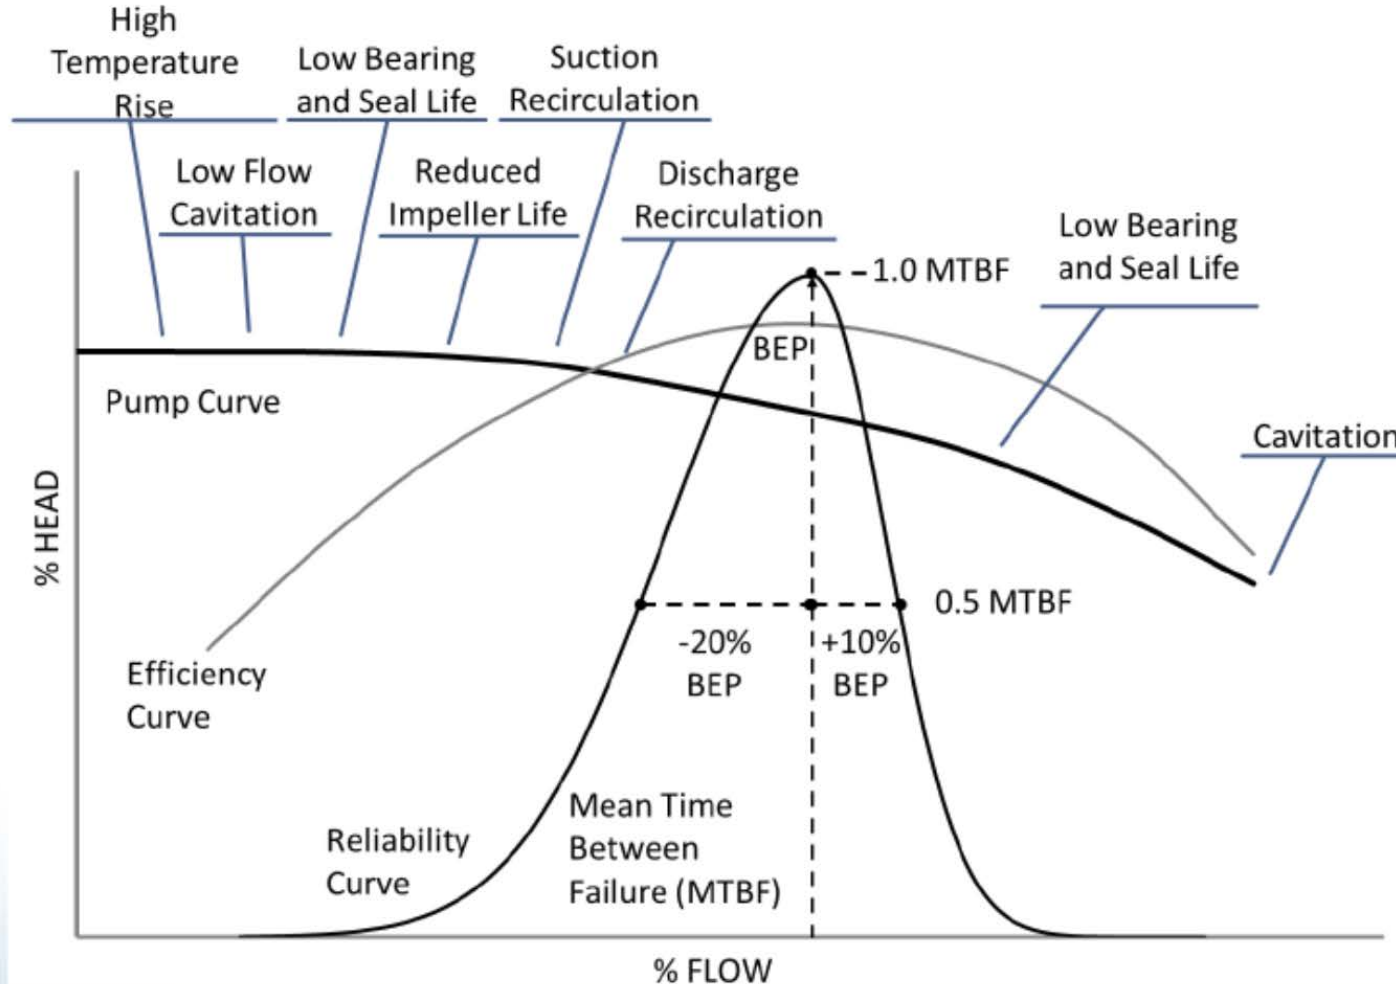 High
Temperature
Rise
Low Bearing
and Seal Life
Suction
Recirculation
Low Flow
Cavitation
Reduced
Impeller Life
Discharge
Recirculation
Low Bearing
and Seal Life
1.0 MTBF
BEP
Pump Curve
Cavitation
% HEAD
0.5 MTBF
-20%
BEP
+10%
BEP
Efficiency
Curve
Reliability
Curve
Mean Time
Between
Failure (MTBF)
% FLOW